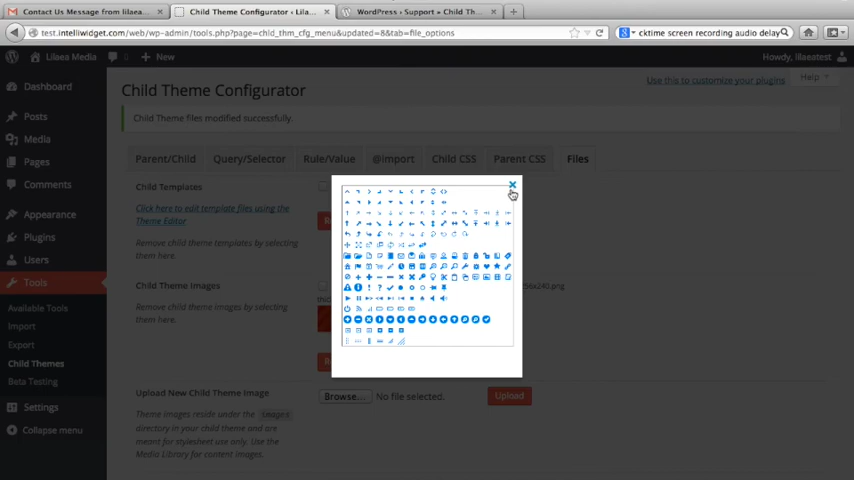 Contact Us Message from lilaea...
Child Theme Configurator ‹ Lila...
WordPress › Support » Child Th...
test.intelliwidget.com/web/wp-admin/tools.php?page=chld_thm_cfg_menu&updated=8&tab=file_options
cktime screen recording audio delay
Lilaea Media
New
Howdy, lilaeatest
Dashboard
Posts
Media
Pages
Comments
Appearance
Plugins
Users
Tools
Available Tools
Import
Export
Child Themes
Beta Testing
Settings
Collapse menu
Child Theme Configurator
Use this to customize your plugins
Help
Child Theme files modified successfully.
Parent/Child
Query/Selector
Rule/Value
@import
Child CSS
Parent CSS
Files
Child Templates
Click here to edit template files using the
Theme Editor
Remove child theme templates by selecting
them here.
Child Theme Images
Remove child theme images by selecting
them here.
Upload New Child Theme Image
Browse...
No file selected.
Upload
Theme images reside under the images
directory in your child theme and are
meant for stylesheet use only. Use the
Media Library for content images.